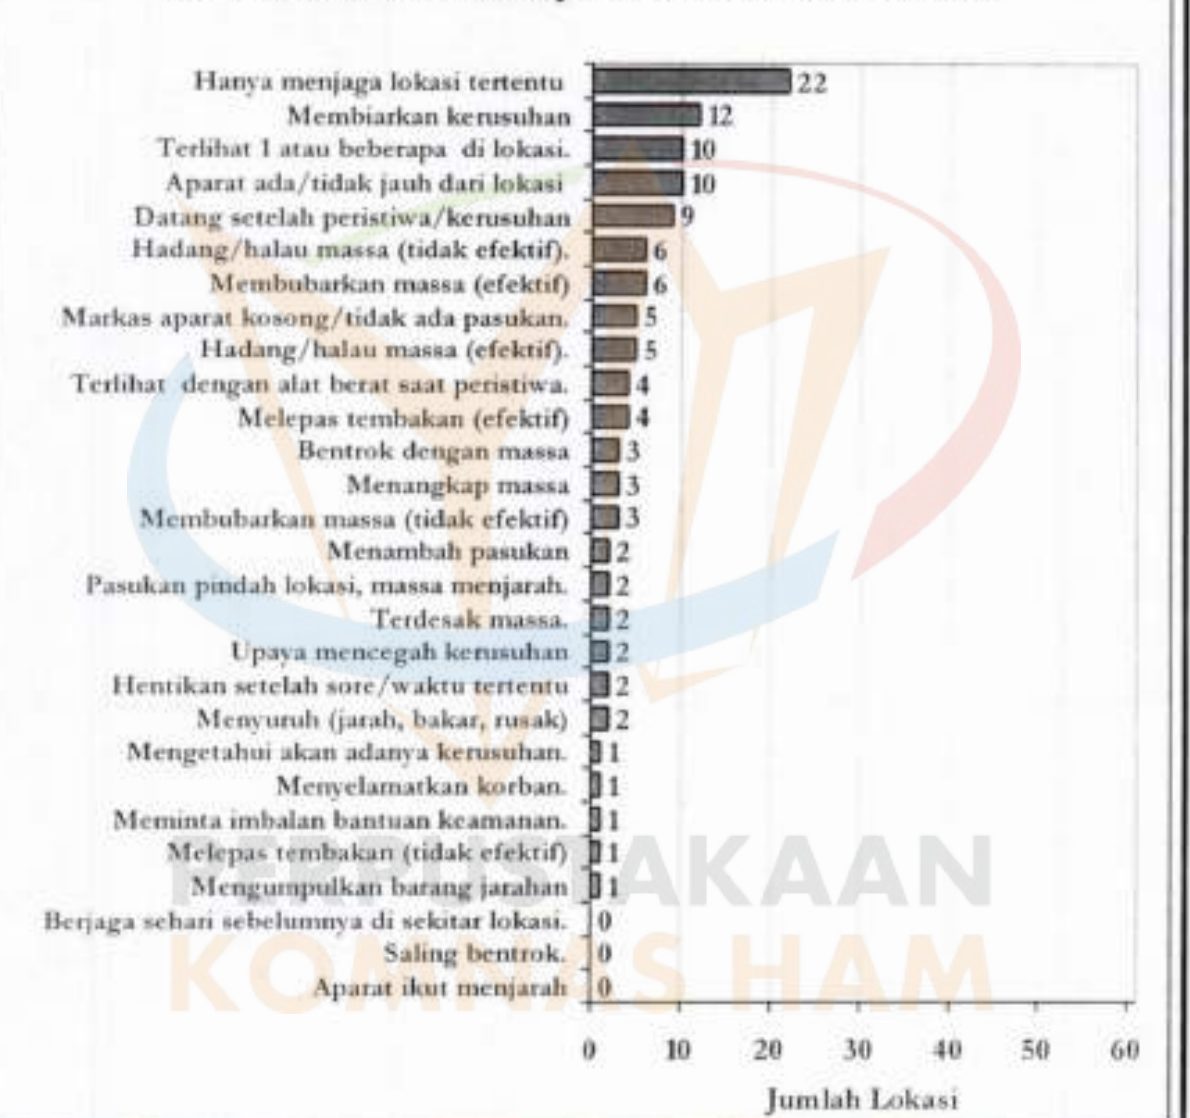 Hanya menjaga lokasi tertentu 22
Membiarkan kerusuhan 12
Terlihat 1 atau beberapa di lokasi. 10
Aparat ada/tidak jauh dari lokasi 10
Datang setelah peristiwa/kerusuhan 9
Hadang/halau massa (tidak efektif). 6
Membubarkan massa (efektif) 6
Markas aparat kosong/tidak ada pasukan. 5
Hadang/halau massa (efektif). 5
Terlihat dengan alat berat saat peristiwa. 4
Melepas tembakan (efektif) 4
Bentrok dengan massa 3
Menangkap massa 3
Membubarkan massa (tidak efektif) 3
Menambah pasukan 2
Pasukan pindah lokasi, massa menjarah. 2
Terdesak massa. 2
Upaya mencegah kerusuhan 2
Hentikan setelah sore/waktu tertentu 2
Menyuruh (jarah, bakar, rusak) 2
Mengetahui akan adanya kerusuhan. 1
Menyelamatkan korban. 1
Meminta imbalan bantuan keamanan. 1
Melepas tembakan (tidak efektif) 1
Mengumpulkan barang jarahan 1
Berjaga sehari sebelumnya di sekitar lokasi. 0
Saling bentrok. 0
Aparat ikut menjarah 0
0 10 20 30 40 50 60
Jumlah Lokasi
PERPUSTAKAAN
KOMNAS HAM